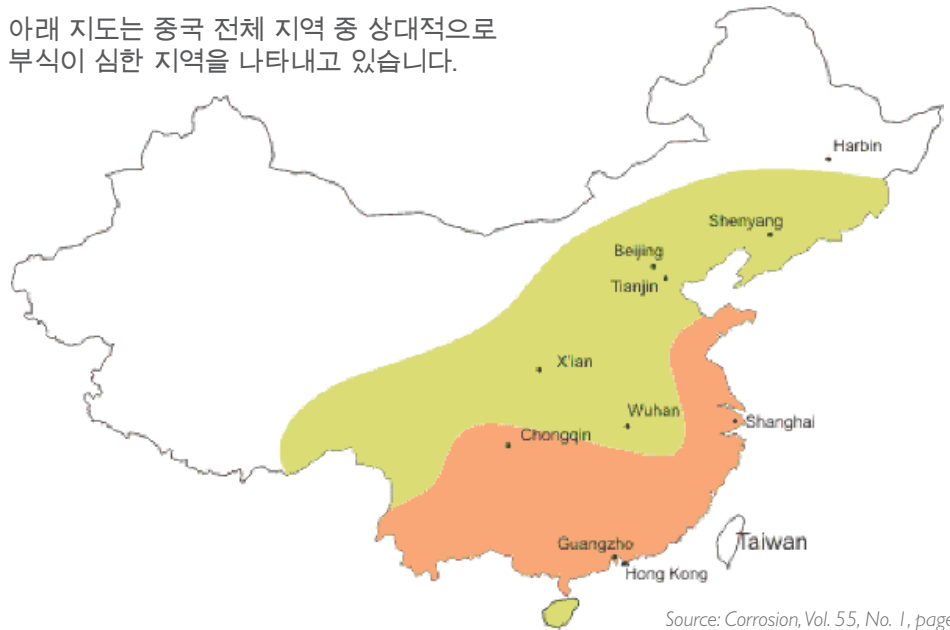 아래 지도는 중국 전체 지역 중 상대적으로
부식이 심한 지역을 나타내고 있습니다.
Harbin
Shenyang
Beijing
Tianjin
X'ian
Wuhan
Shanghai
Chongqin
Taiwan
Guangzho
Hong Kong
Source: Corrosion, Vol. 55, No. 1, page